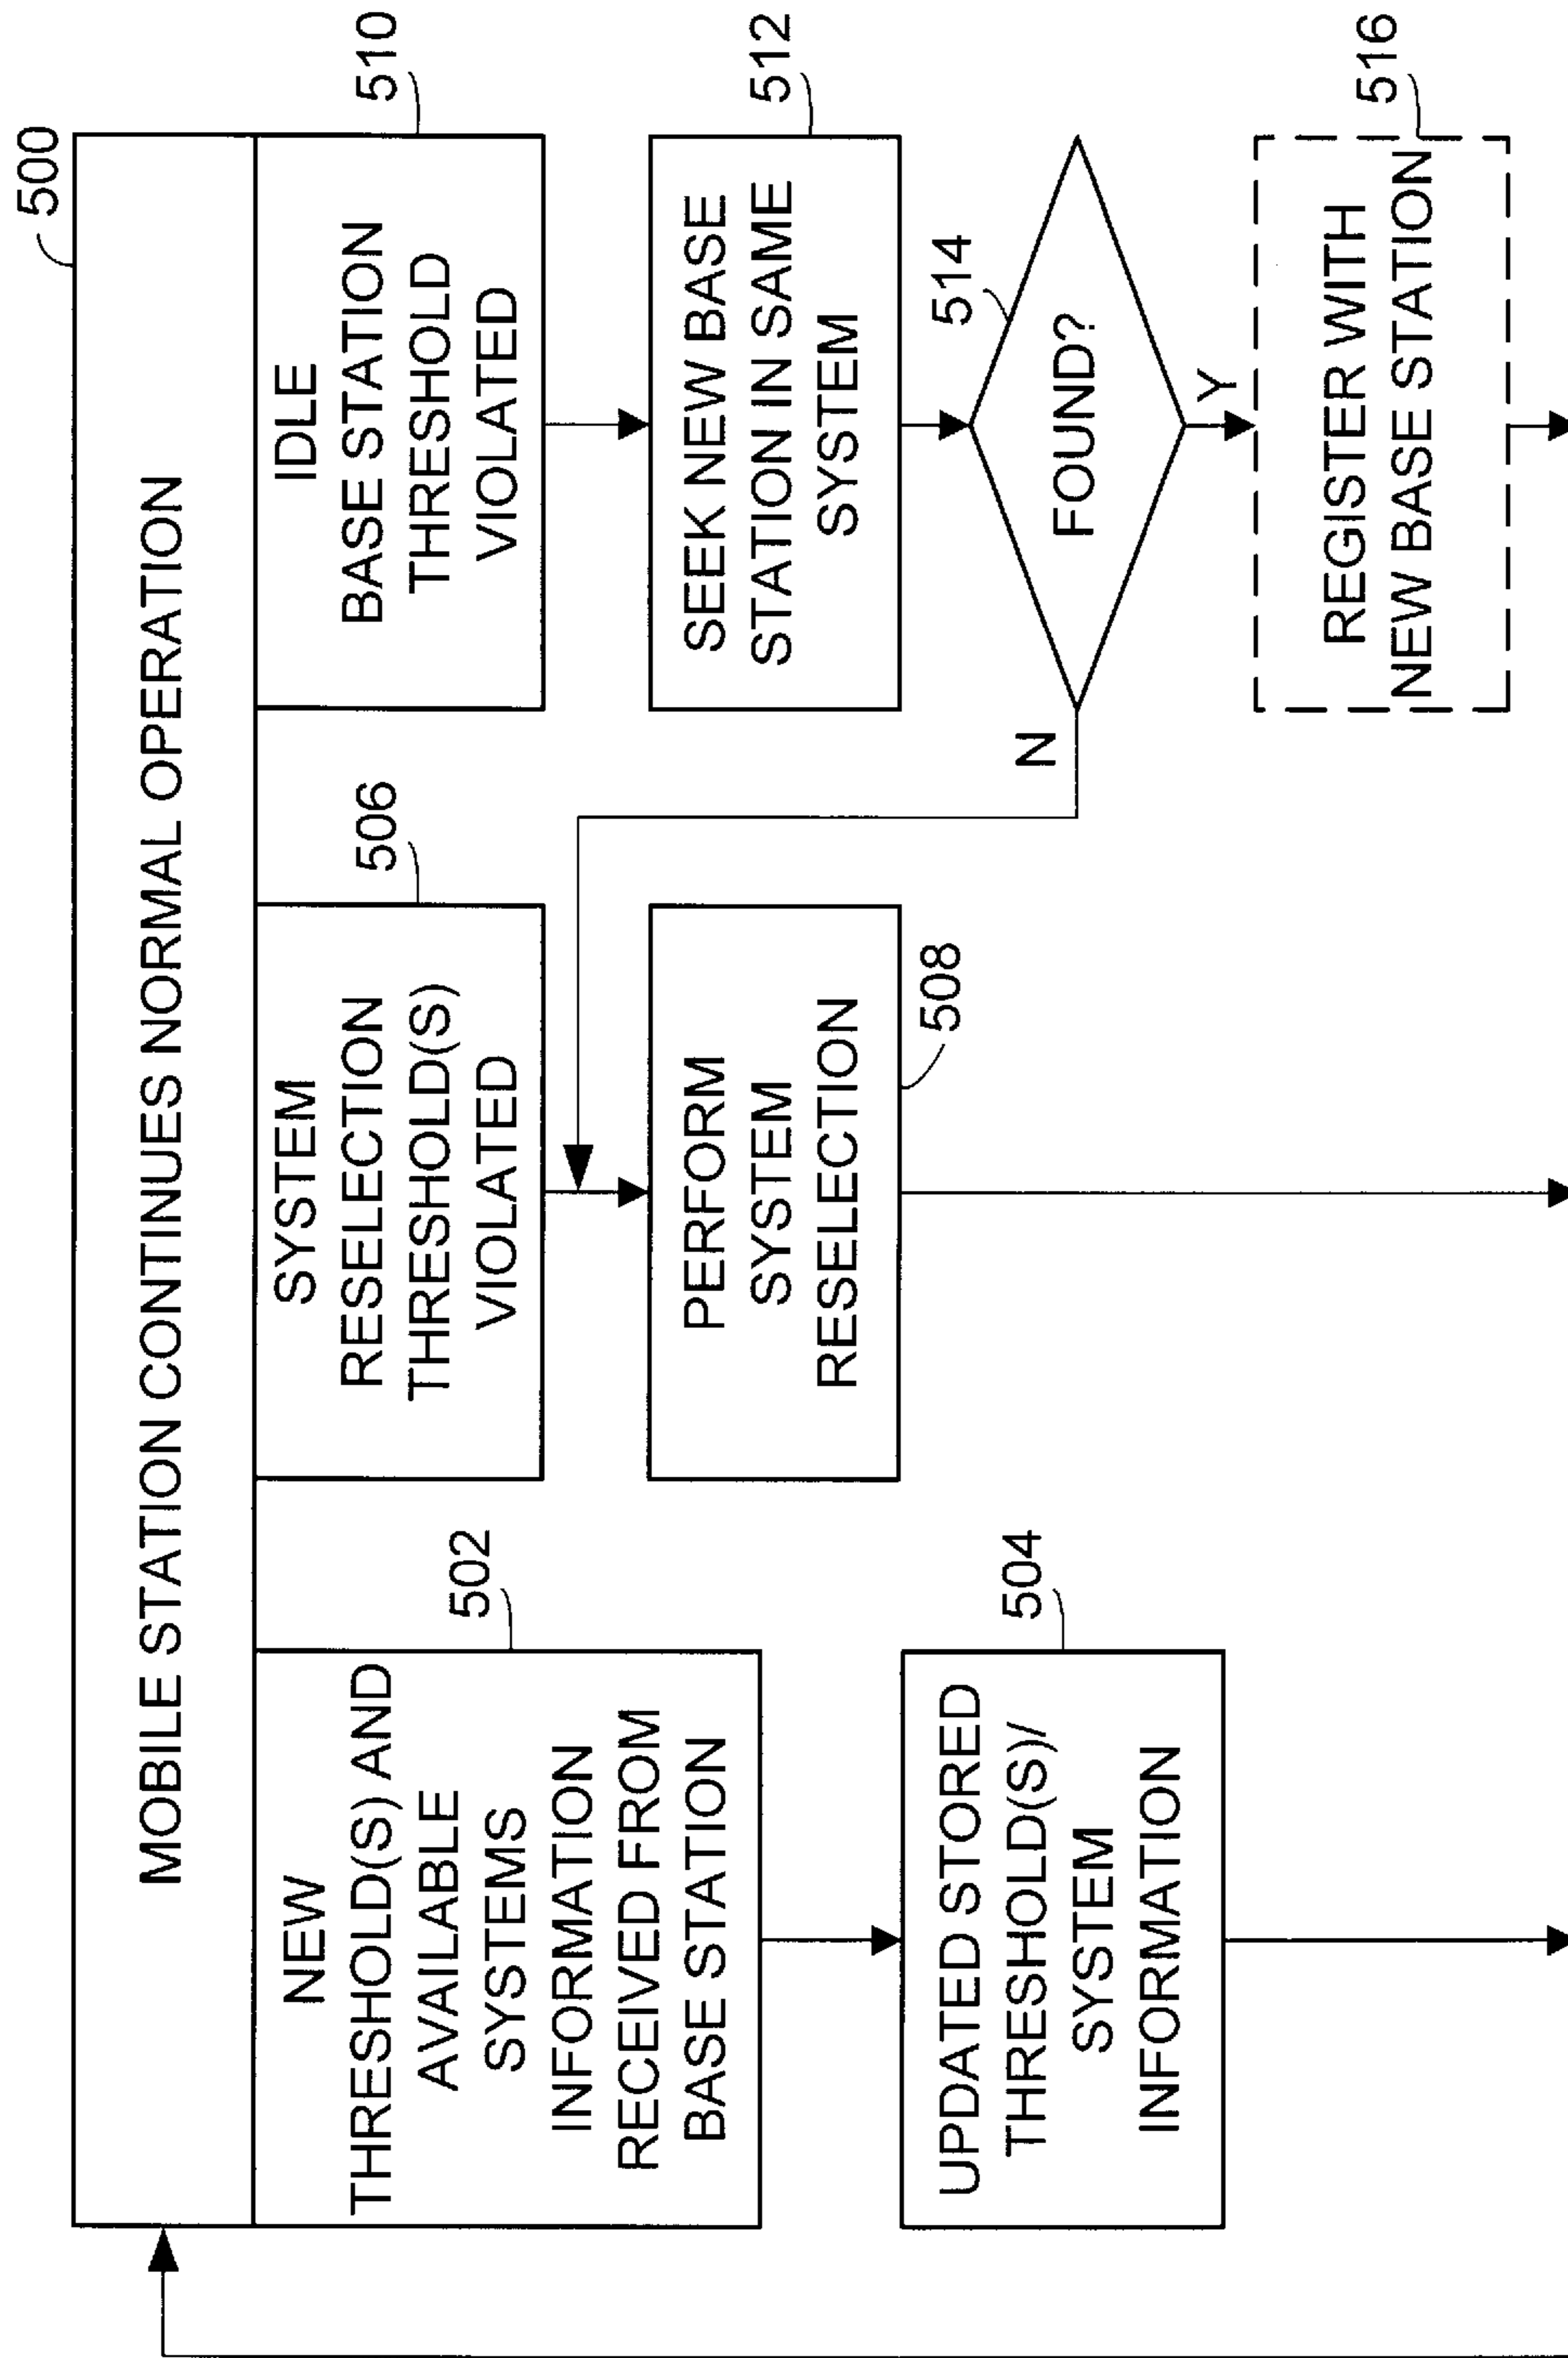 500
MOBILE STATION CONTINUES NORMAL OPERATION
502
NEW
THRESHOLD(S) AND
AVAILABLE
SYSTEMS
INFORMATION
RECEIVED FROM
BASE STATION
504
UPDATED STORED
THRESHOLD(S)/
SYSTEM
INFORMATION
506
SYSTEM
RESELECTION
THRESHOLD(S)
VIOLATED
PERFORM
SYSTEM
RESELECTION
508
510
IDLE
BASE STATION
THRESHOLD
VIOLATED
512
SEEK NEW BASE
STATION IN SAME
SYSTEM
514
FOUND?
N
Y
516
REGISTER WITH
NEW BASE STATION